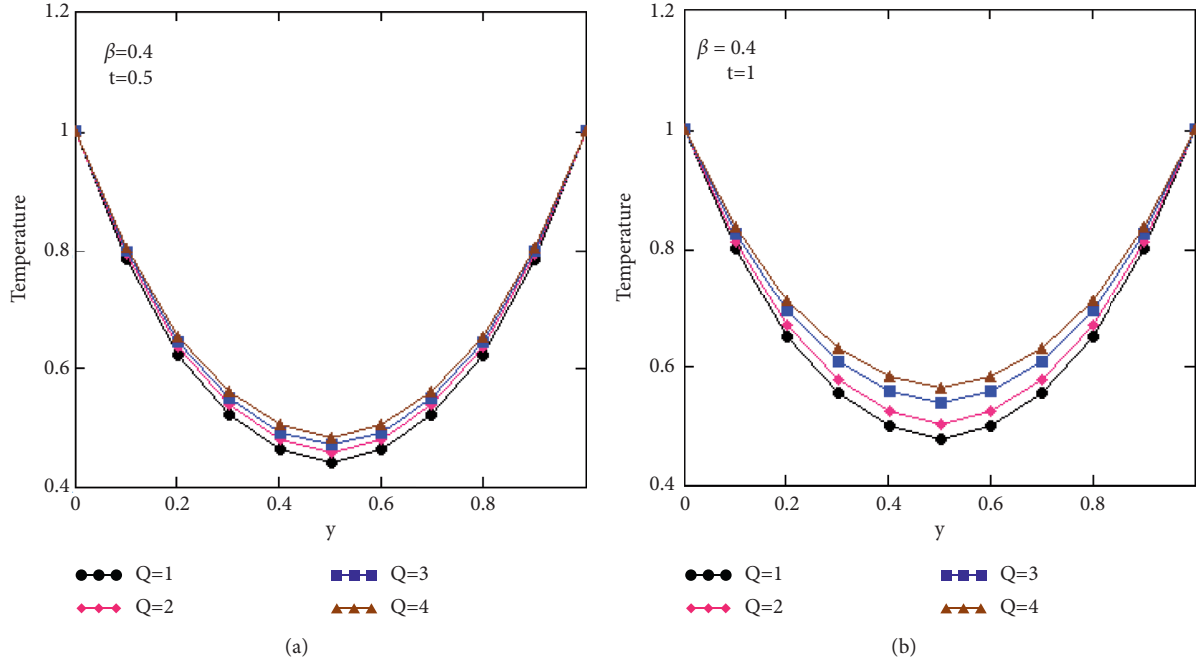 1.2
β=0.4
t=0.5
1
0.8
0.6
0.4
Temperature
0 0.2 0.4 0.6 0.8
y
Q=1 Q=3
Q=2 Q=4
(a)
1.2
β = 0.4
t=1
1
0.8
0.6
0.4
Temperature
0 0.2 0.4 0.6 0.8
y
Q=1 Q=3
Q=2 Q=4
(b)